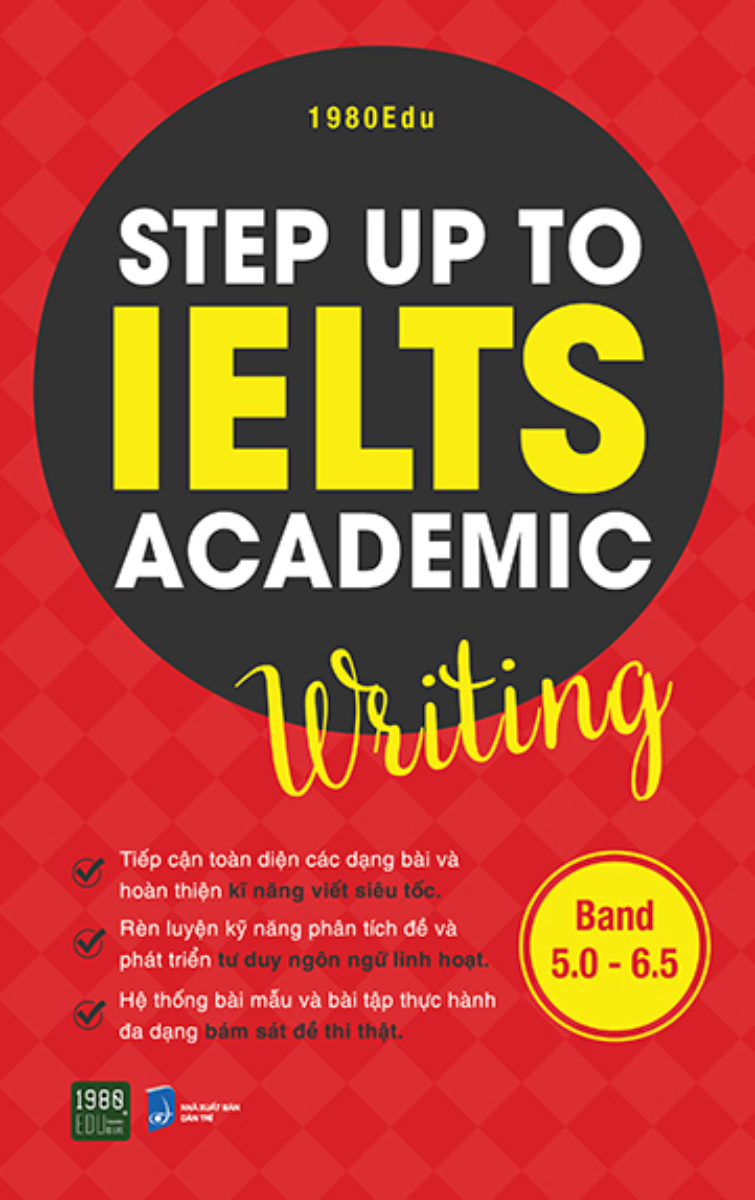 1980Edu
STEP UP TO
IELTS
ACADEMIC
Writing
Tiếp cận toàn diện các dạng bài và
hoàn thiện kĩ năng viết siêu tốc.
Rèn luyện kỹ năng phân tích đề và
phát triển tư duy ngôn ngữ linh hoạt.
Hệ thống bài mẫu và bài tập thực hành
đa dạng bám sát đề thi thật.
Band
5.0 - 6.5
1980
EDU
NHÀ XUẤT BẢN
DÂN TRÍ